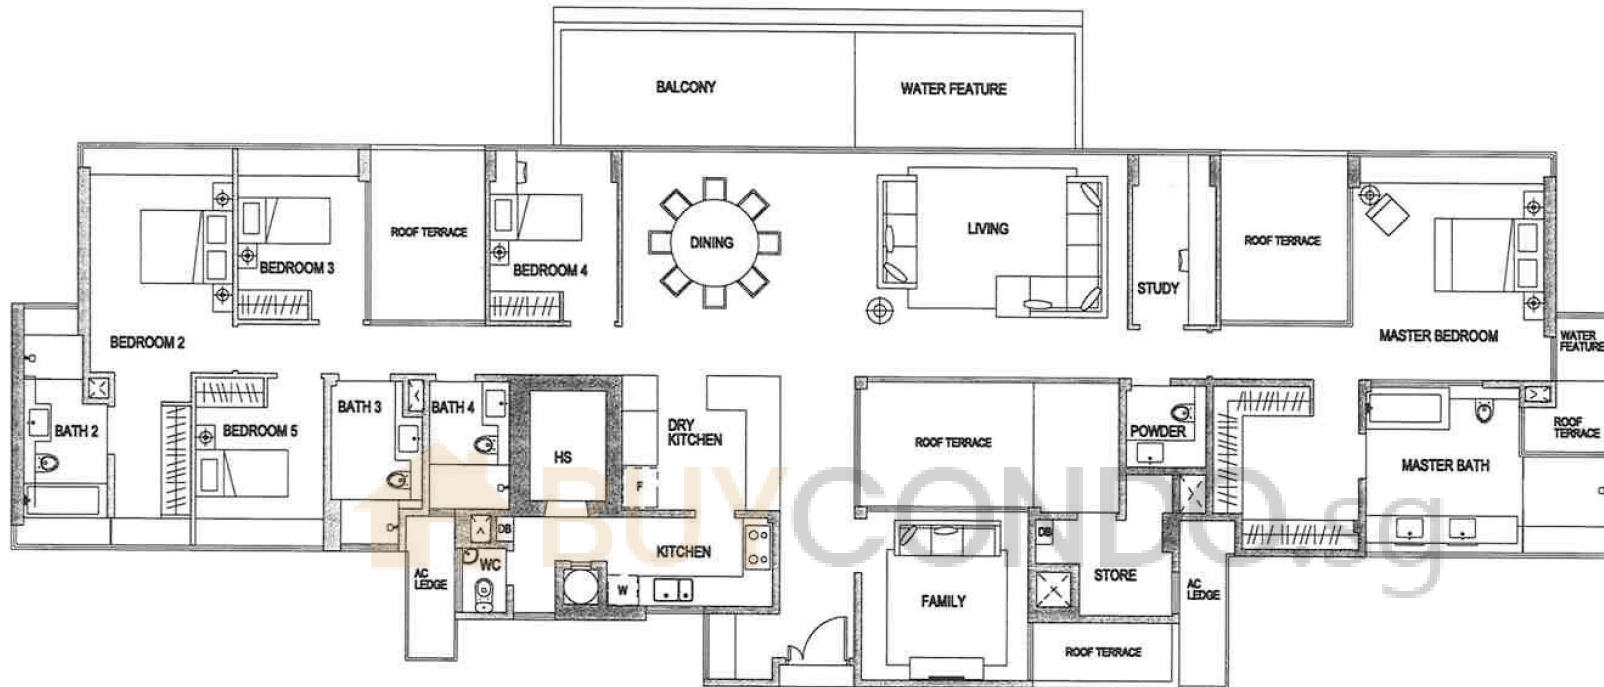 BALCONY
WATER FEATURE
ROOF TERRACE
DINING
LIVING
ROOF TERRACE
BEDROOM 3
BEDROOM 4
STUDY
BEDROOM 2
MASTER BEDROOM
WATER
FEATURE
BATH 2
BEDROOM 5
BATH 3
BATH 4
HS
DRY
KITCHEN
F
ROOF TERRACE
POWDER
MASTER BATH
ROOF
TERRACE
BUYCONDO.sg
DB
KITCHEN
WC
W
AC
LEDGE
FAMILY
DB
STORE
AC
LEDGE
ROOF TERRACE